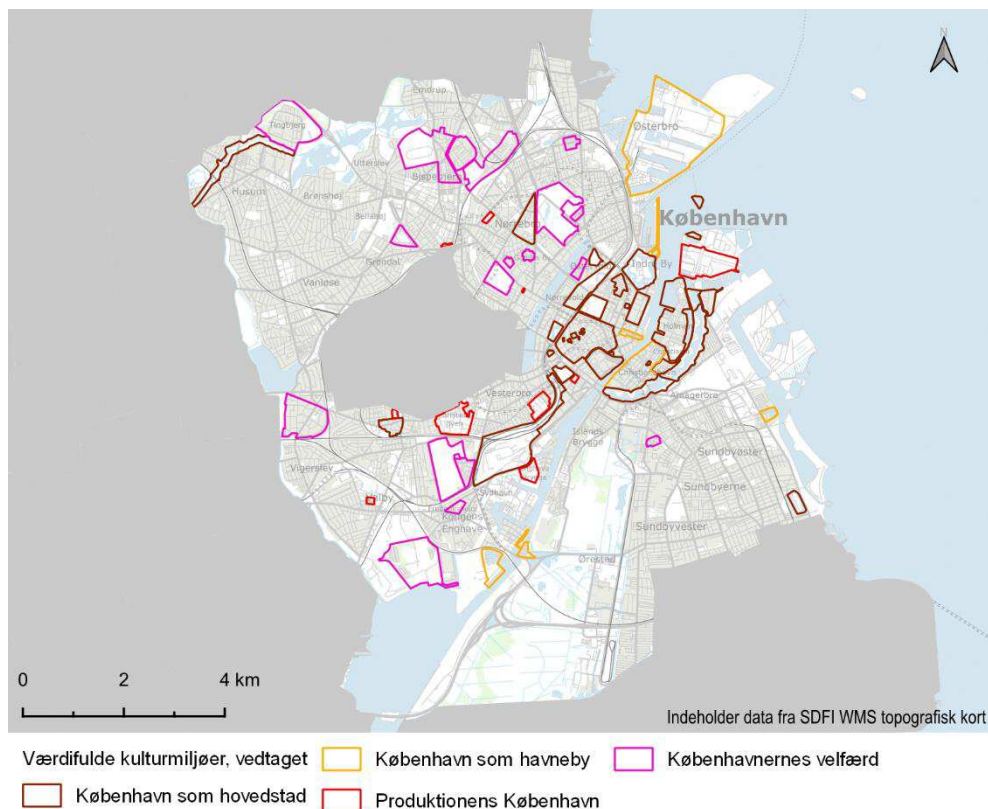 N
Emdrup
Østerbro
Tingbjerg
Utterslev
Bispebjerg
Husum
Brønshøj
København
Bellahøj
Nørrebro
Grøndal
Indre By
Vanløse
Nørrevold
Holmen
Christianshavn
Vesterbro
Amagerbro
Islands
Brygge
Sundbyøster
Vigerslev
Sundbyerne
Valby
Sydhavn
Kongens
Enghave
Sundbyvester
Ørestad
0 2 4 km
Indeholder data fra SDFI WMS topografisk kort
Værdifulde kulturmiljøer, vedtaget
København som havneby
Københavnernes velfærd
København som hovedstad
Produktionens København